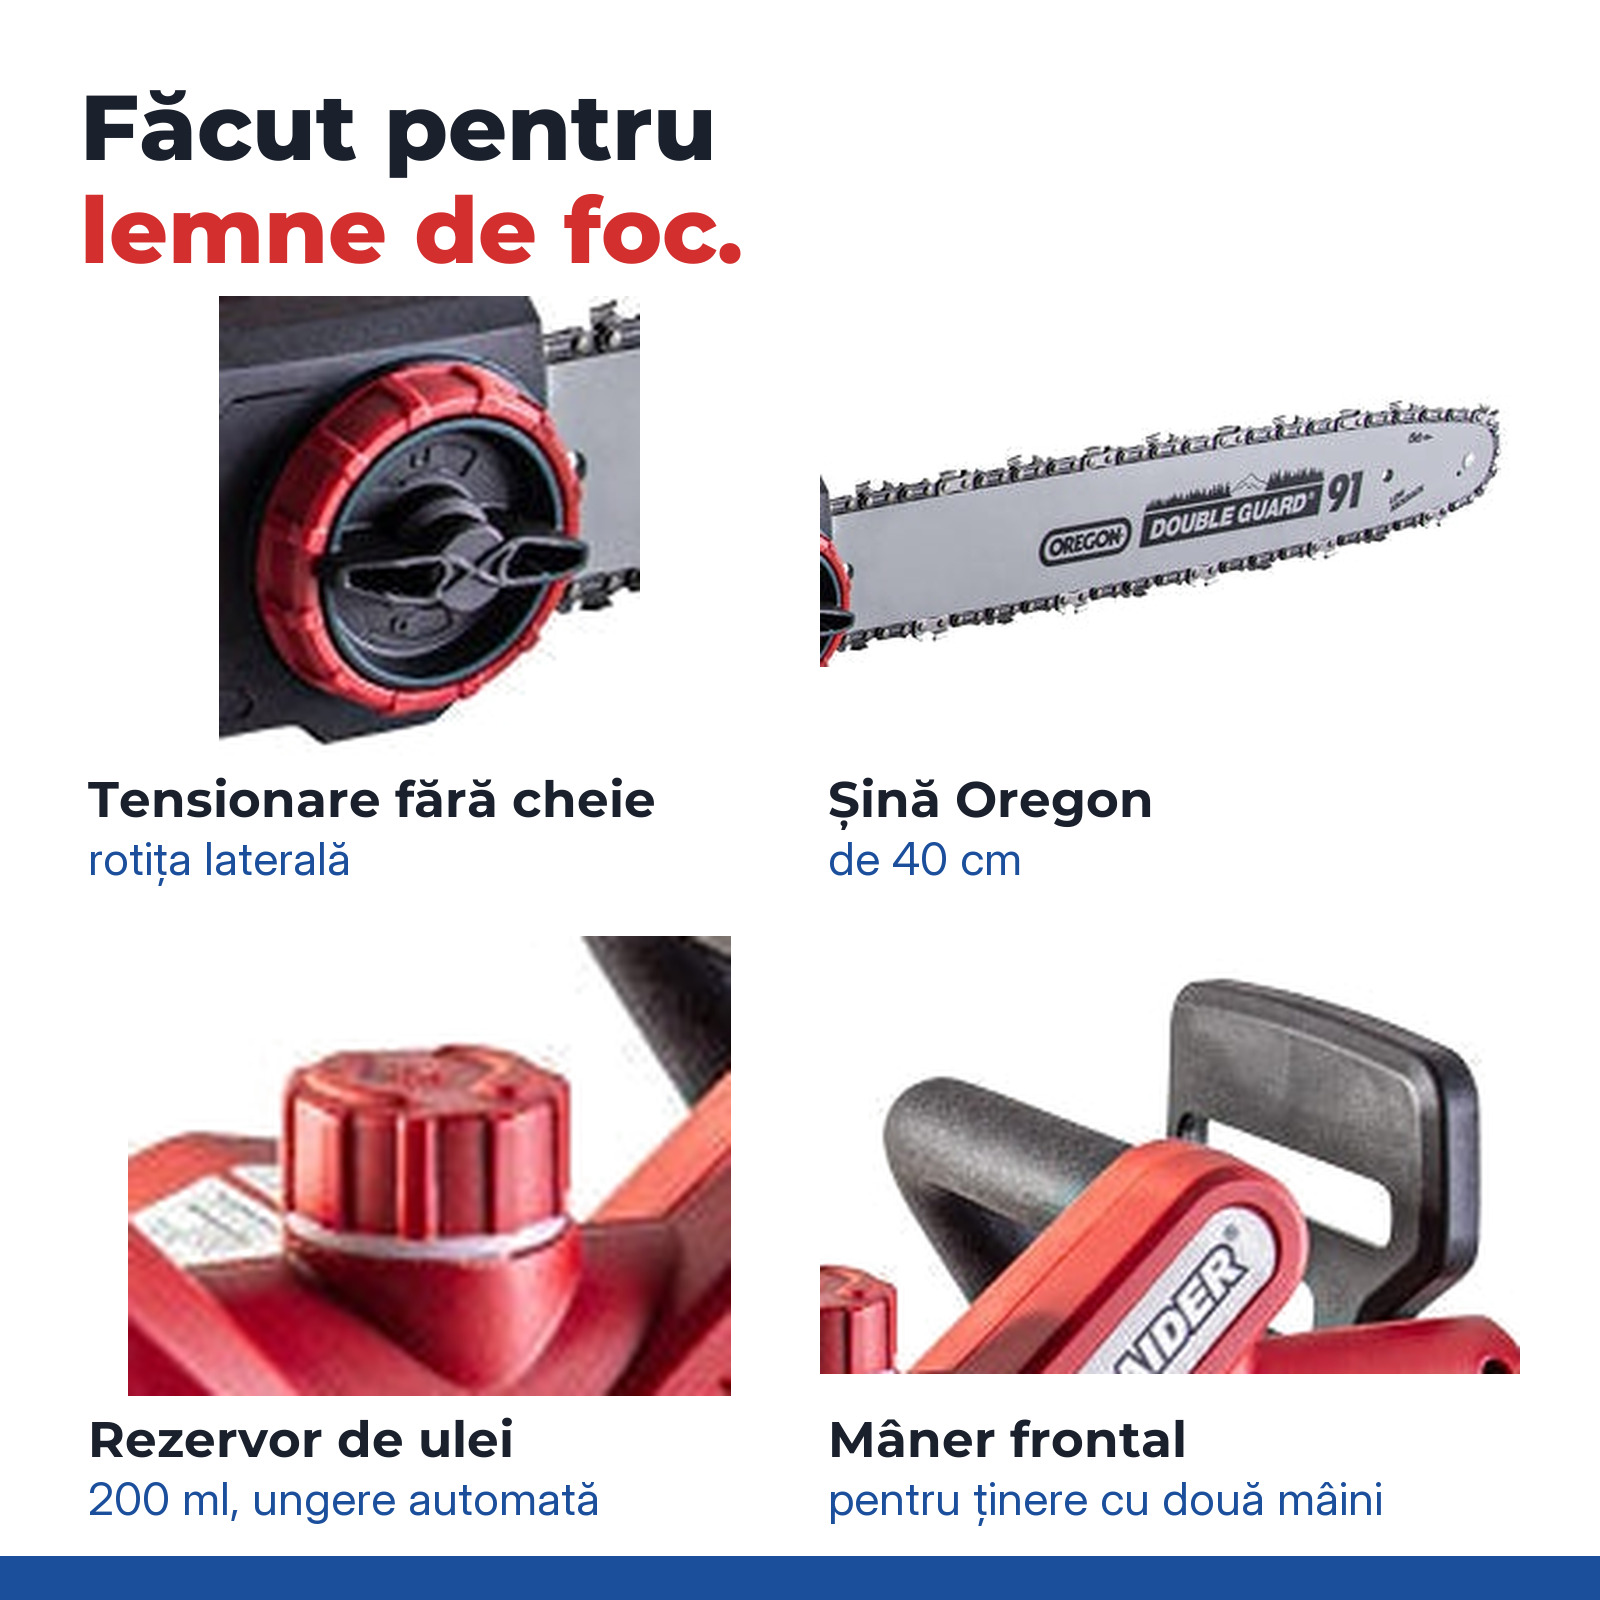 Făcut pentru
lemne de foc.
OREGON
DOUBLE GUARD® 91
Tensionare fără cheie
rotița laterală
Șină Oregon
de 40 cm
AIDER®
Rezervor de ulei
200 ml, ungere automată
Mâner frontal
pentru ținere cu două mâini